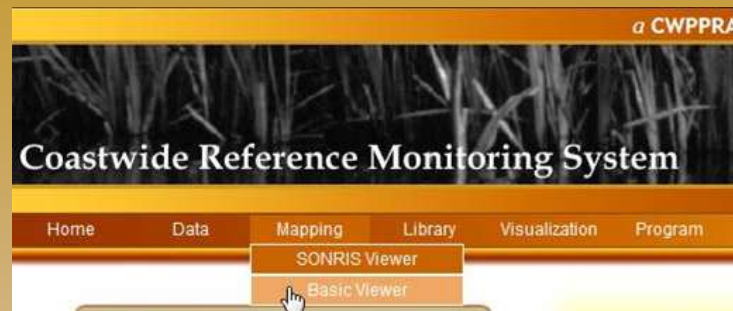 a CWPPRA
Coastwide Reference Monitoring System
Home Data Mapping Library Visualization Program
SONRIS Viewer
Basic Viewer